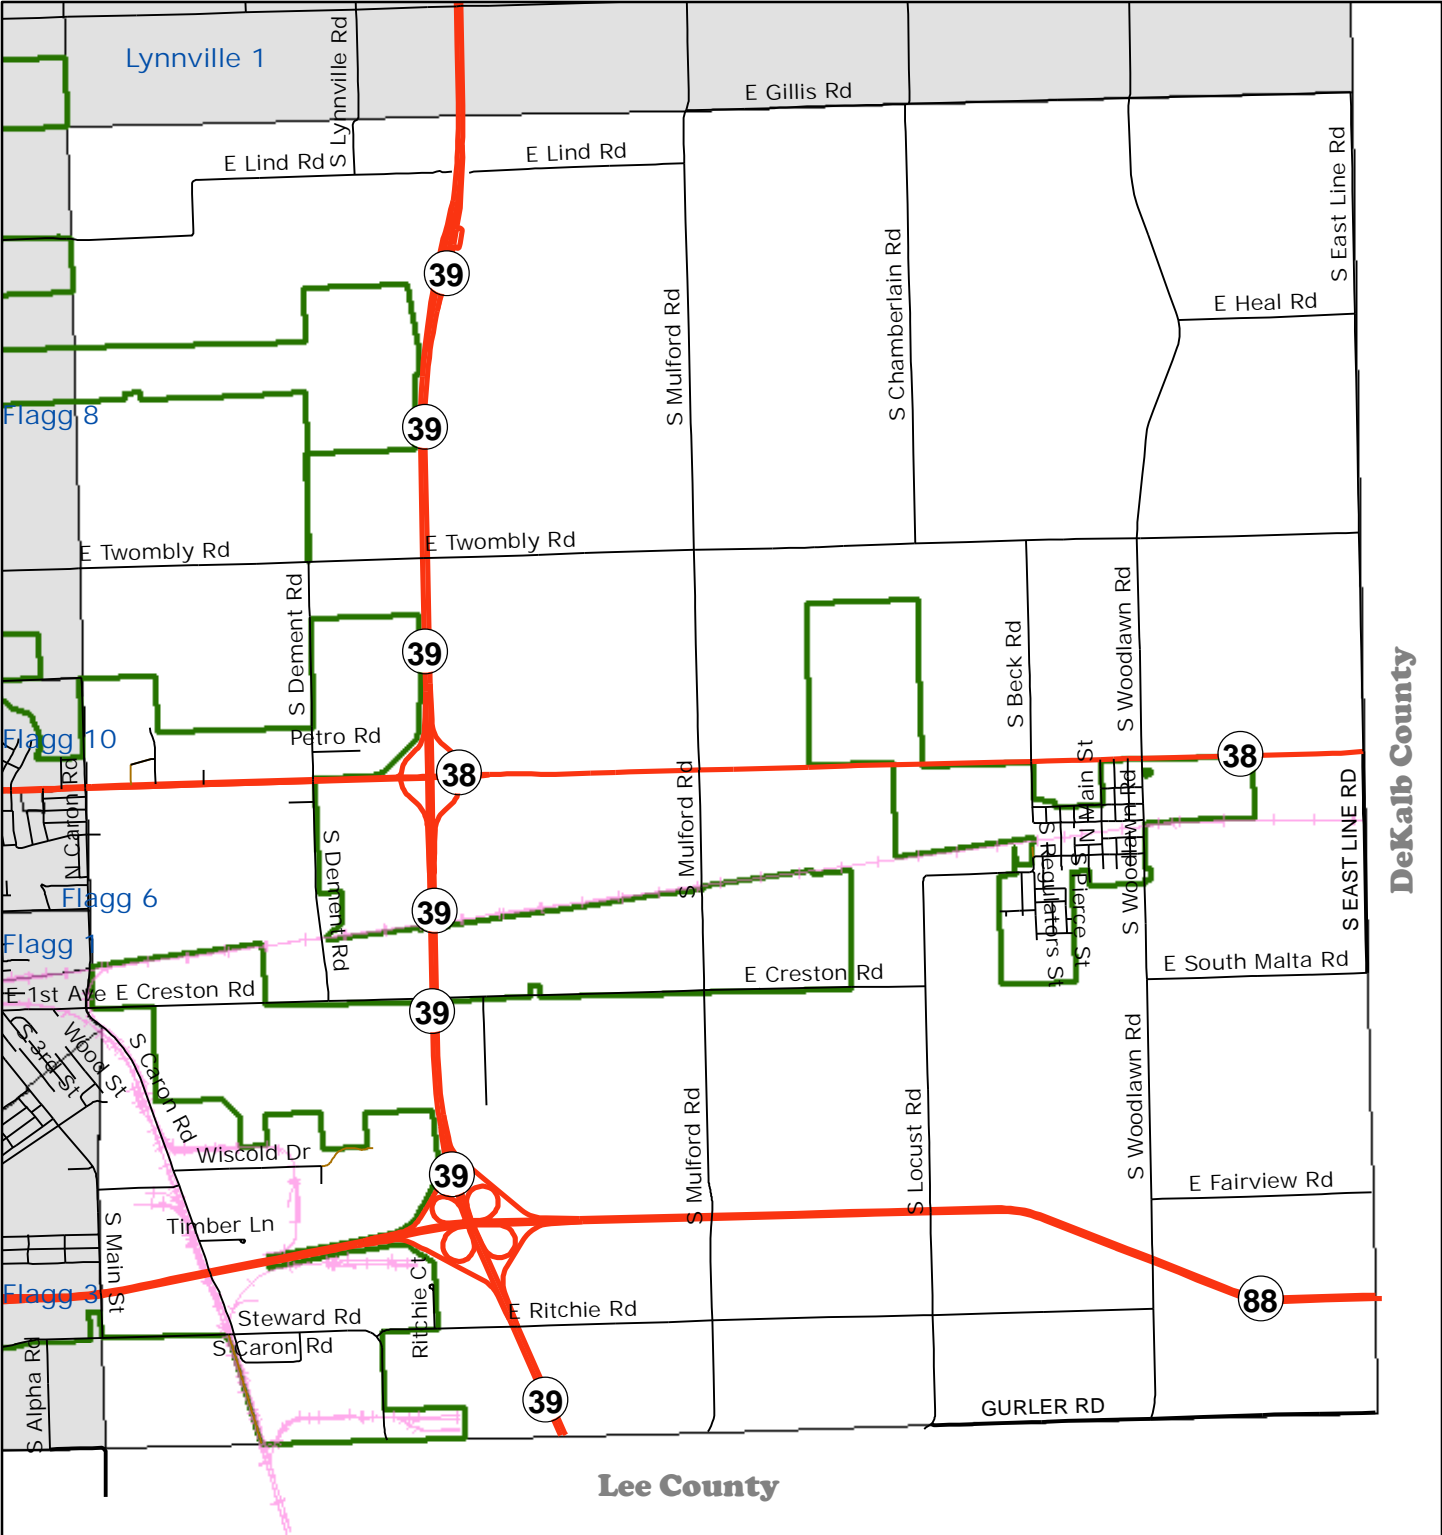 Lynnville 1
S Lynnville Rd
E Gillis Rd
E Lind Rd
E Lind Rd
S East Line Rd
39
S Mulford Rd
S Chamberlain Rd
E Heal Rd
Flagg 8
39
E Twombly Rd
E Twombly Rd
S Dement Rd
39
S Beck Rd
S Woodlawn Rd
DeKalb County
Flagg 10
Petro Rd
38
38
N Caron Rd
S Mulford Rd
N Main St
S Woodlawn Rd
S EAST LINE RD
S Dement Rd
S Regulators St
S Pierce St
Flagg 6
39
Flagg 1
E South Malta Rd
E Creston Rd
E 1st Ave
E Creston Rd
39
S 3rd St
Wood St
S Caron Rd
S Mulford Rd
S Locust Rd
S Woodlawn Rd
Wiscold Dr
39
E Fairview Rd
Timber Ln
S Main St
Flagg 3
Ritchie Ct
88
Steward Rd
E Ritchie Rd
S Caron Rd
S Alpha Rd
39
GURLER RD
Lee County